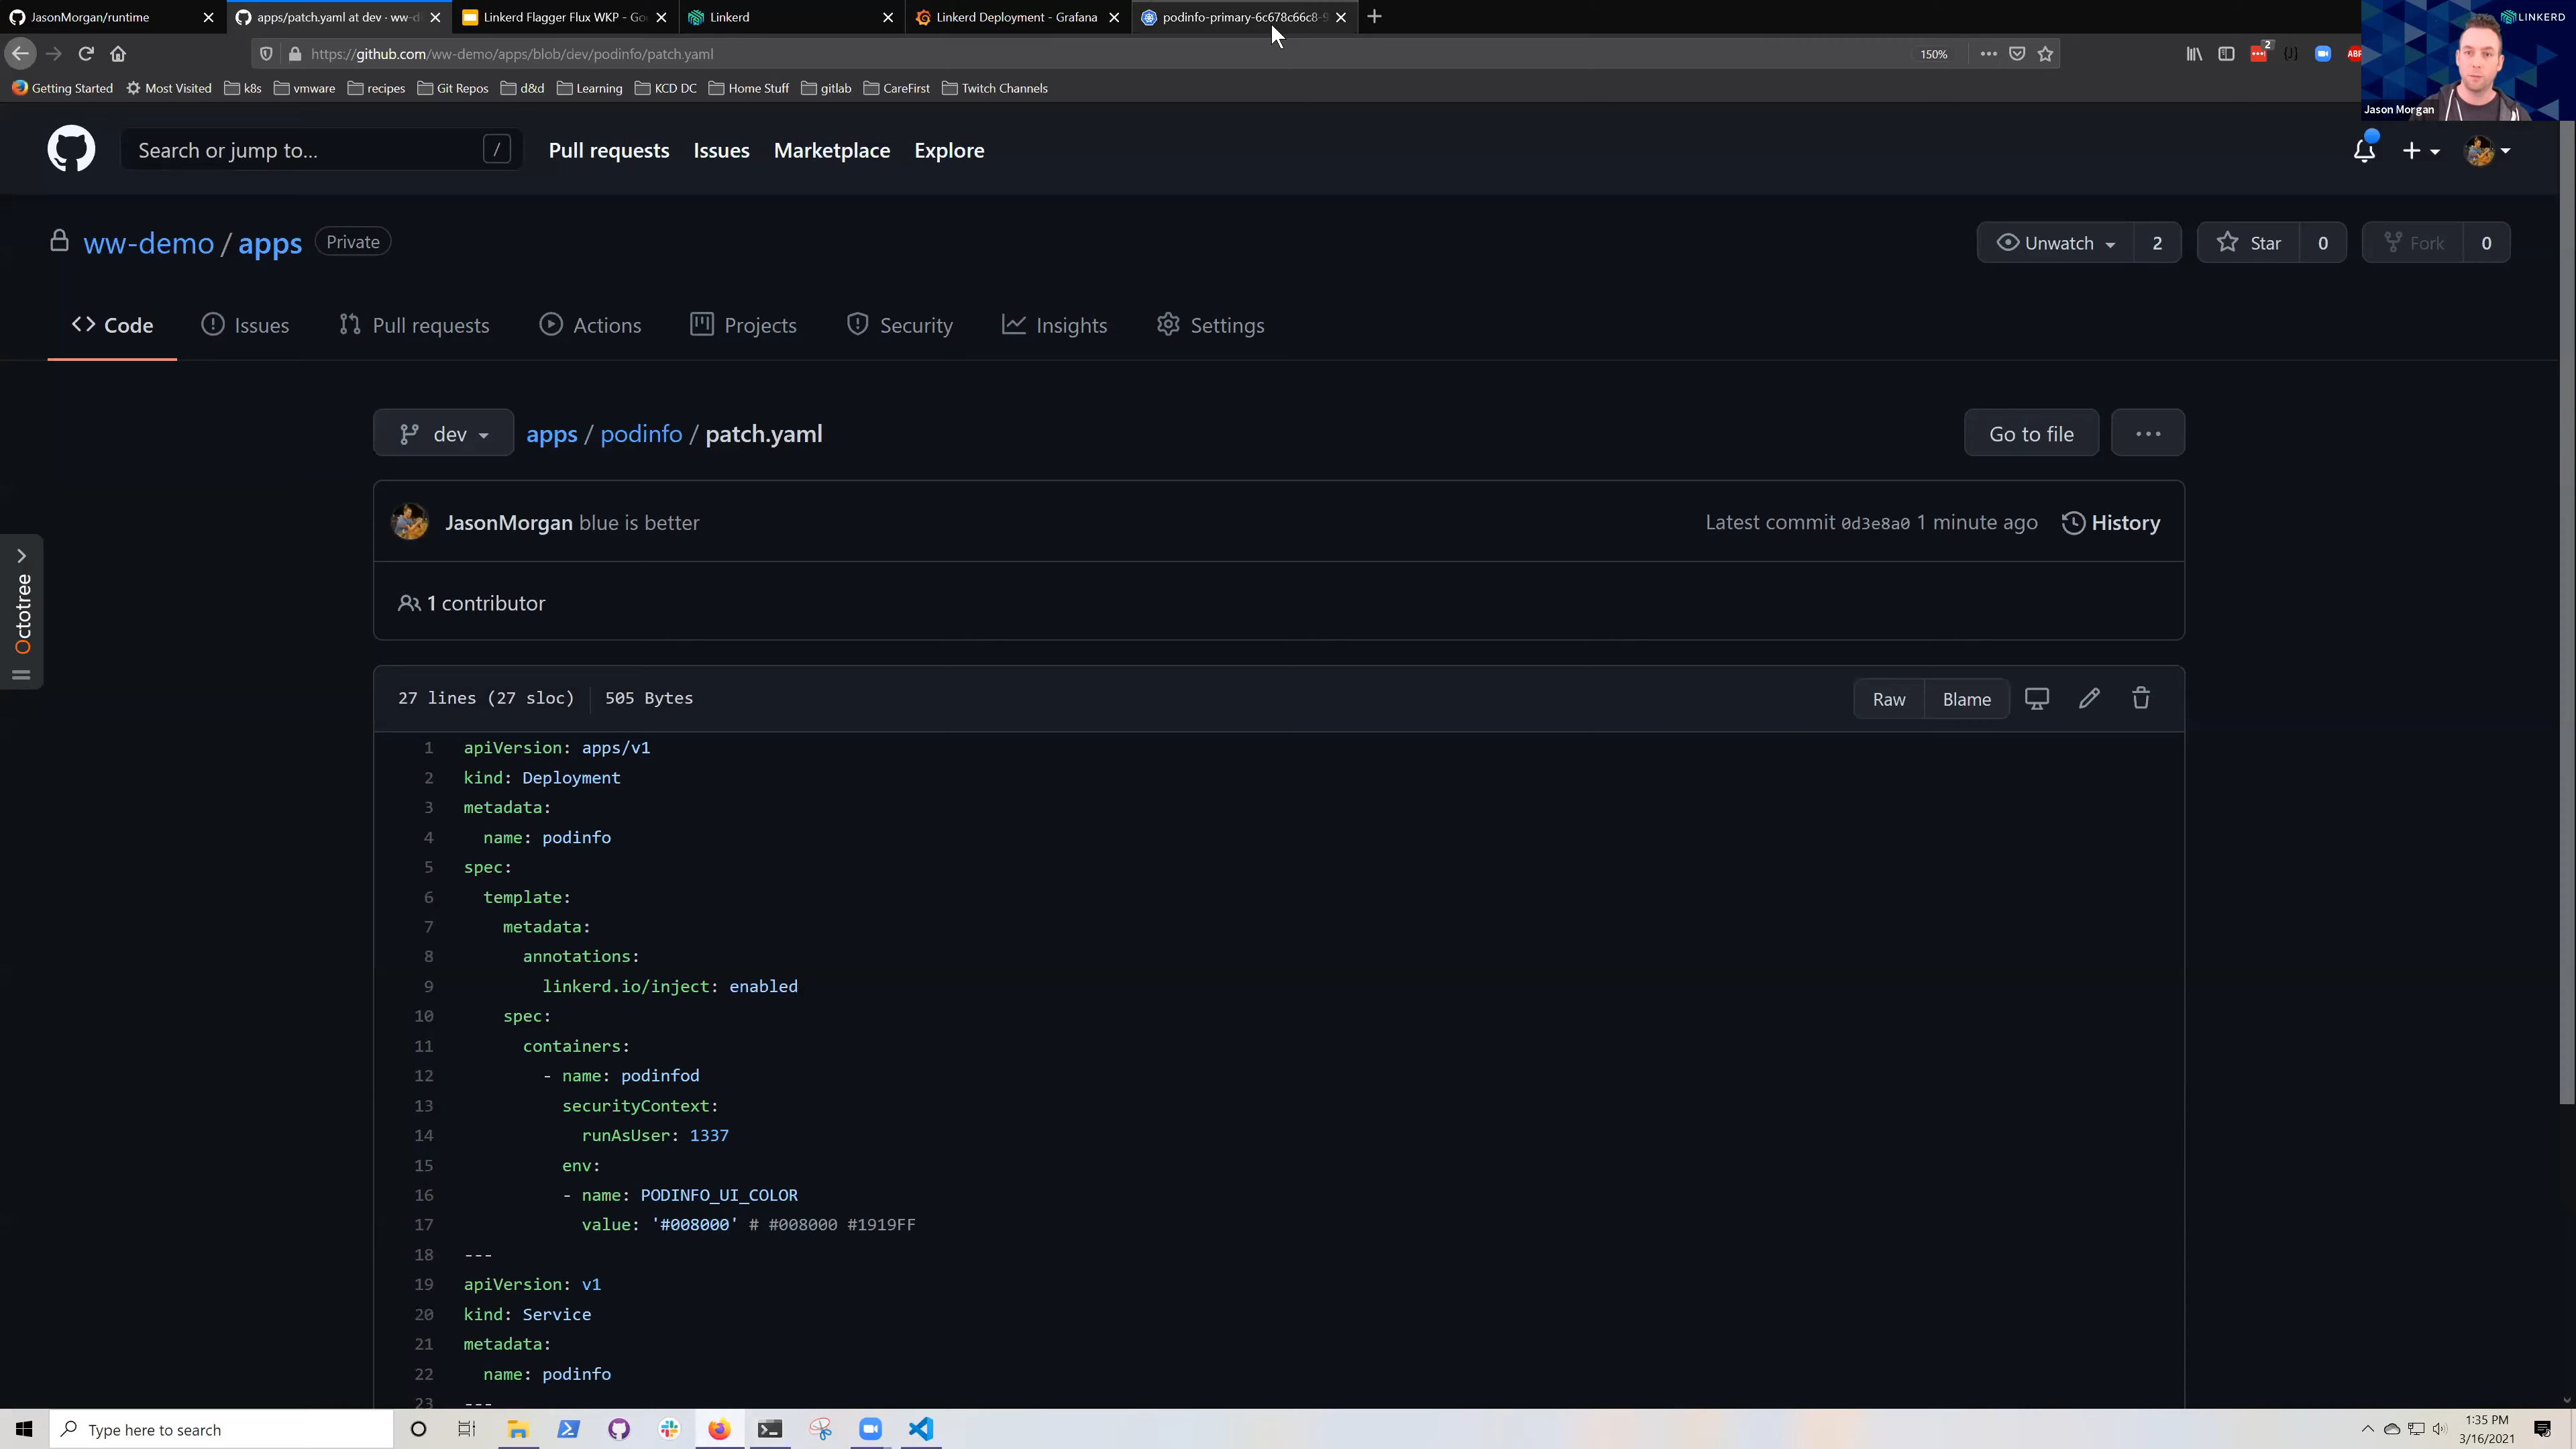 JasonMorgan/runtime
apps/patch.yaml at dev · ww-d
Linkerd Flagger Flux WKP - Go
Linkerd
Linkerd Deployment - Grafana
podinfo-primary-6c678c66c8-9
LINKERD
https://github.com/ww-demo/apps/blob/dev/podinfo/patch.yaml
150%
2
ABP
Getting Started
Most Visited
k8s
vmware
recipes
Git Repos
d&d
Learning
KCD DC
Home Stuff
gitlab
CareFirst
Twitch Channels
Jason Morgan
Search or jump to...
/
Pull requests
Issues
Marketplace
Explore
ww-demo / apps
Private
Unwatch
2
Star
0
Fork
0
Code
Issues
Pull requests
Actions
Projects
Security
Insights
Settings
dev
apps / podinfo / patch.yaml
Go to file
JasonMorgan blue is better
Latest commit 0d3e8a0 1 minute ago
History
Octotree
1 contributor
27 lines (27 sloc)
505 Bytes
Raw
Blame
1 apiVersion: apps/v1
2 kind: Deployment
3 metadata:
4 name: podinfo
5 spec:
6 template:
7 metadata:
8 annotations:
9 linkerd.io/inject: enabled
10 spec:
11 containers:
12 - name: podinfod
13 securityContext:
14 runAsUser: 1337
15 env:
16 - name: PODINFO_UI_COLOR
17 value: '#008000' # #008000 #1919FF
18 ---
19 apiVersion: v1
20 kind: Service
21 metadata:
22 name: podinfo
23 ---
Type here to search
1:35 PM
3/16/2021